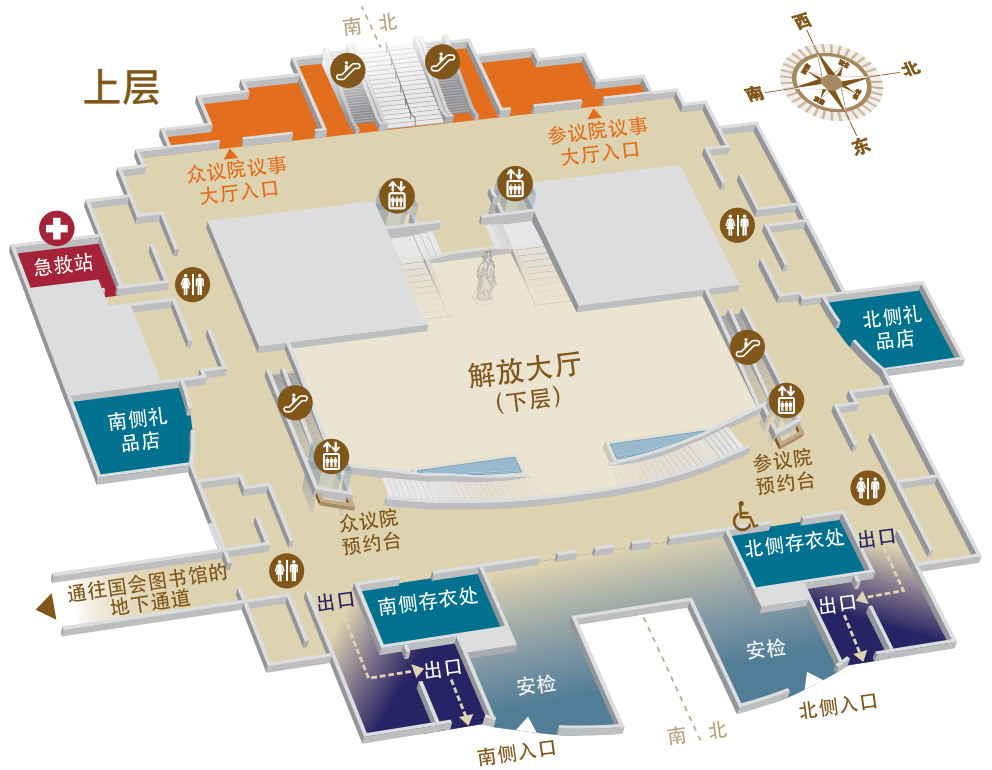 南 北
西
上层
南
北
东
参议院议事
大厅入口
众议院议事
大厅入口
急救站
北侧礼
品店
解放大厅
(下层)
南侧礼
品店
参议院
预约台
众议院
预约台
通往国会图书馆的
地下通道
出口
北侧存衣处
出口
南侧存衣处
出口
出口
安检
安检
北侧入口
南 北
南侧入口